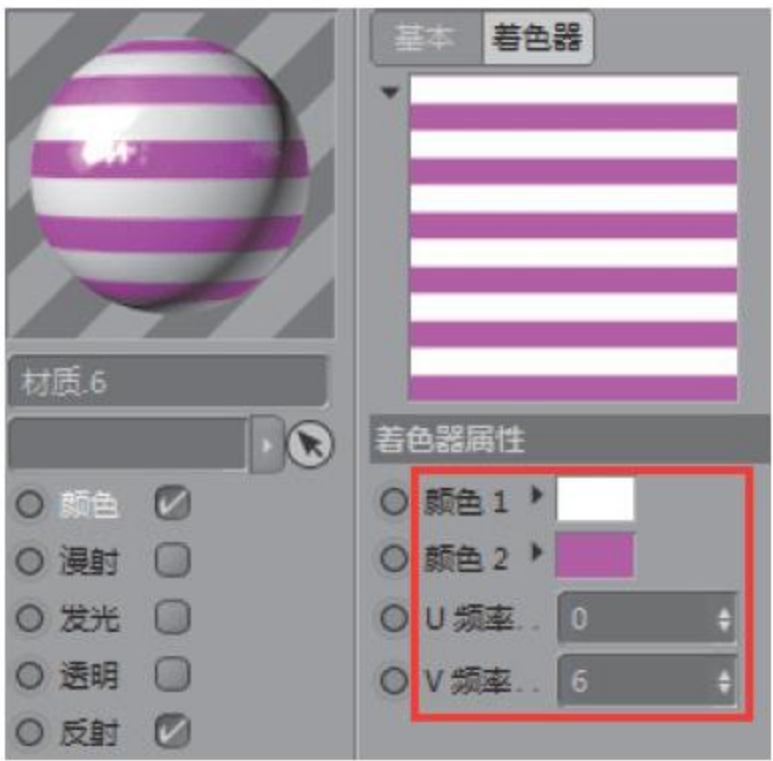 基本 着色器
材质.6
着色器属性
颜色
漫射
发光
透明
反射
颜色 1
颜色 2
U 频率. .
0
V 频率. .
6